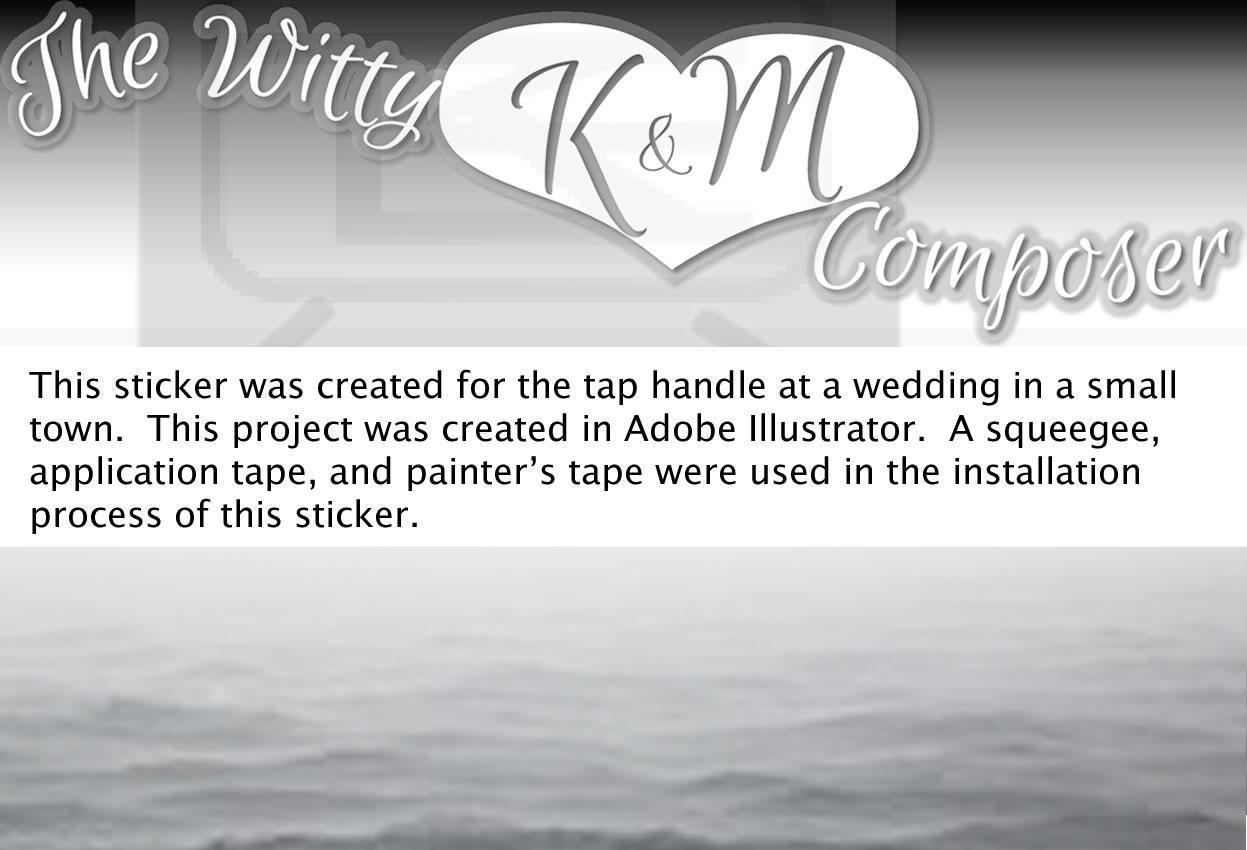 The Witty
K & M
Composer
This sticker was created for the tap handle at a wedding in a small
town.  This project was created in Adobe Illustrator.  A squeegee,
application tape, and painter’s tape were used in the installation
process of this sticker.